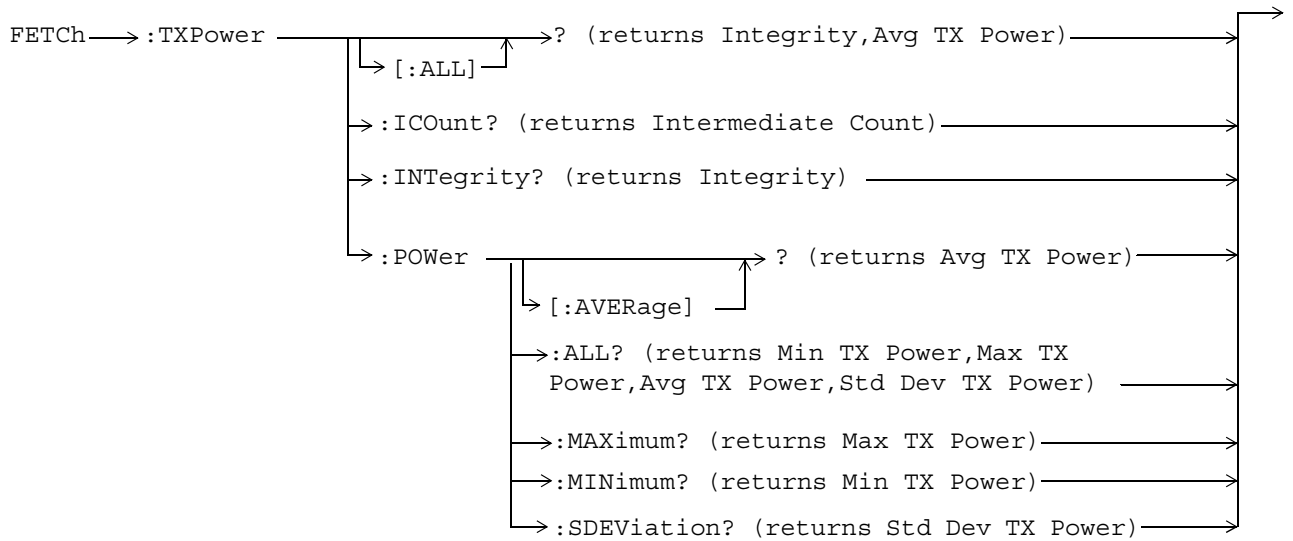 FETCh :TXPower ? (returns Integrity,Avg TX Power)
[:ALL]
:ICOunt? (returns Intermediate Count)
:INTegrity? (returns Integrity)
:POWer ? (returns Avg TX Power)
[:AVERage]
:ALL? (returns Min TX Power,Max TX
Power,Avg TX Power,Std Dev TX Power)
:MAXimum? (returns Max TX Power)
:MINimum? (returns Min TX Power)
:SDEViation? (returns Std Dev TX Power)